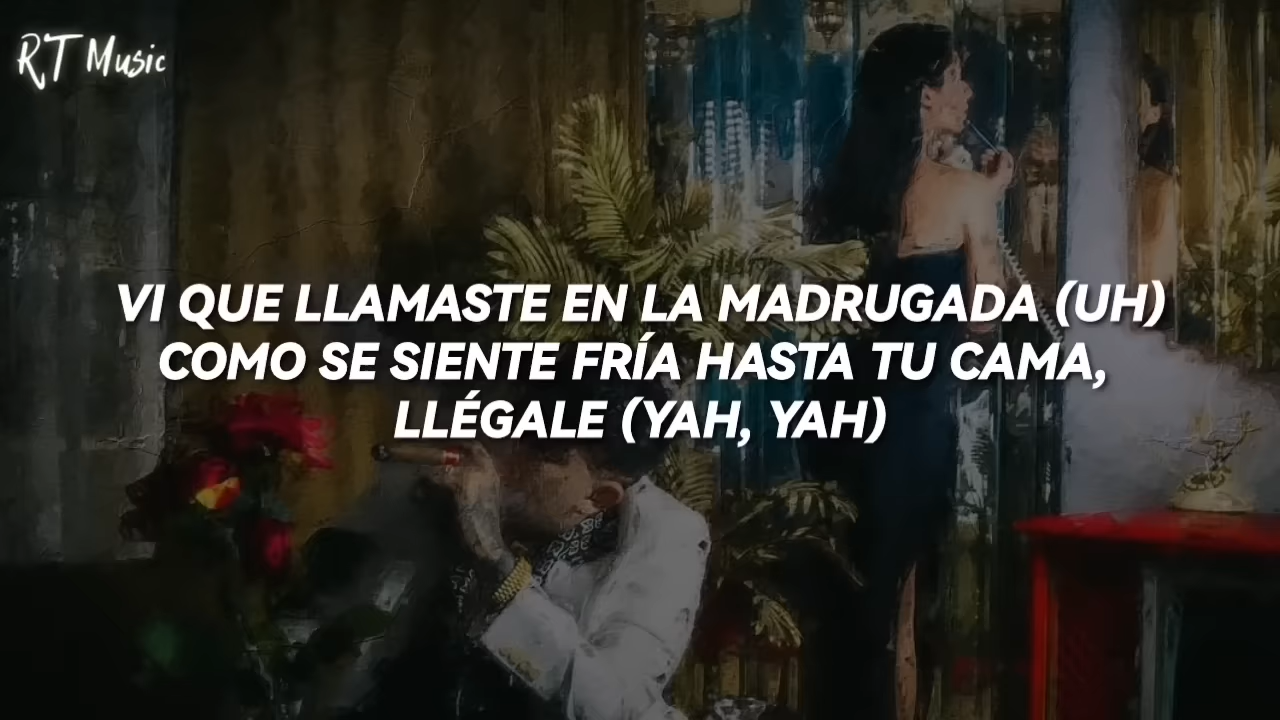 RT Music
VI QUE LLAMASTE EN LA MADRUGADA (UH)
COMO SE SIENTE FRÍA HASTA TU CAMA,
LLÉGALE (YAH, YAH)